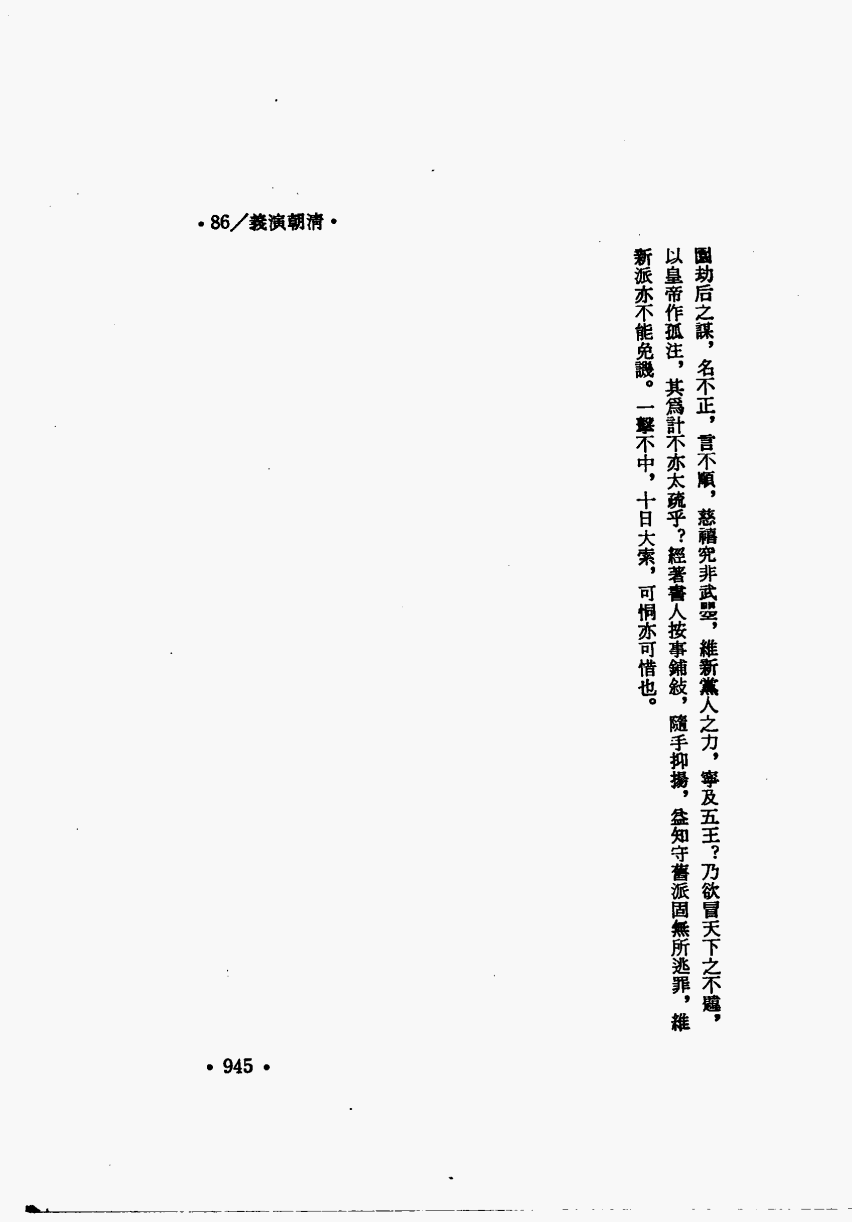 •86/義演朝清•
園劫后之謀，名不正，言不順，慈禧究非武曌，維新黨人之力，寧及五王？乃欲冒天下之不韙，
以皇帝作孤注，其爲計不亦太疏乎？經著書人按事鋪敍，隨手抑揚，益知守舊派固無所逃罪，維
新派亦不能免譏。一擊不中，十日大索，可悯亦可惜也。
•945•